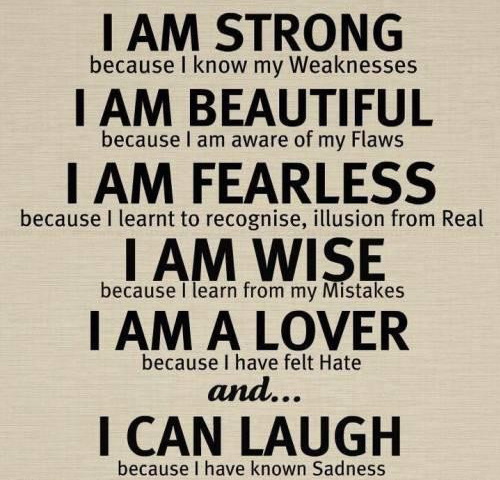 I AM STRONG
because I know my Weaknesses
I AM BEAUTIFUL
because I am aware of my Flaws
I AM FEARLESS
because I learnt to recognise, illusion from Real
I AM WISE
because I learn from my Mistakes
I AM A LOVER
because I have felt Hate
and...
I CAN LAUGH
because I have known Sadness